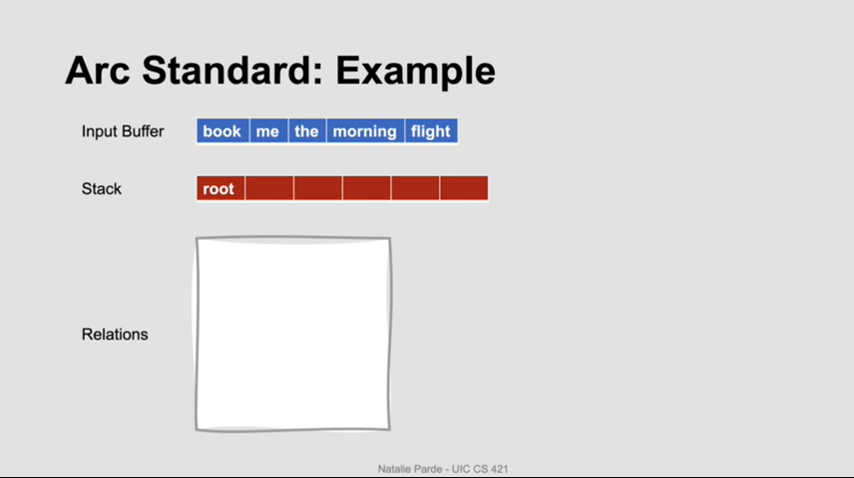 Arc Standard: Example
Input Buffer book me the morning flight
Stack root
Relations
Natalie Parde - UIC CS 421